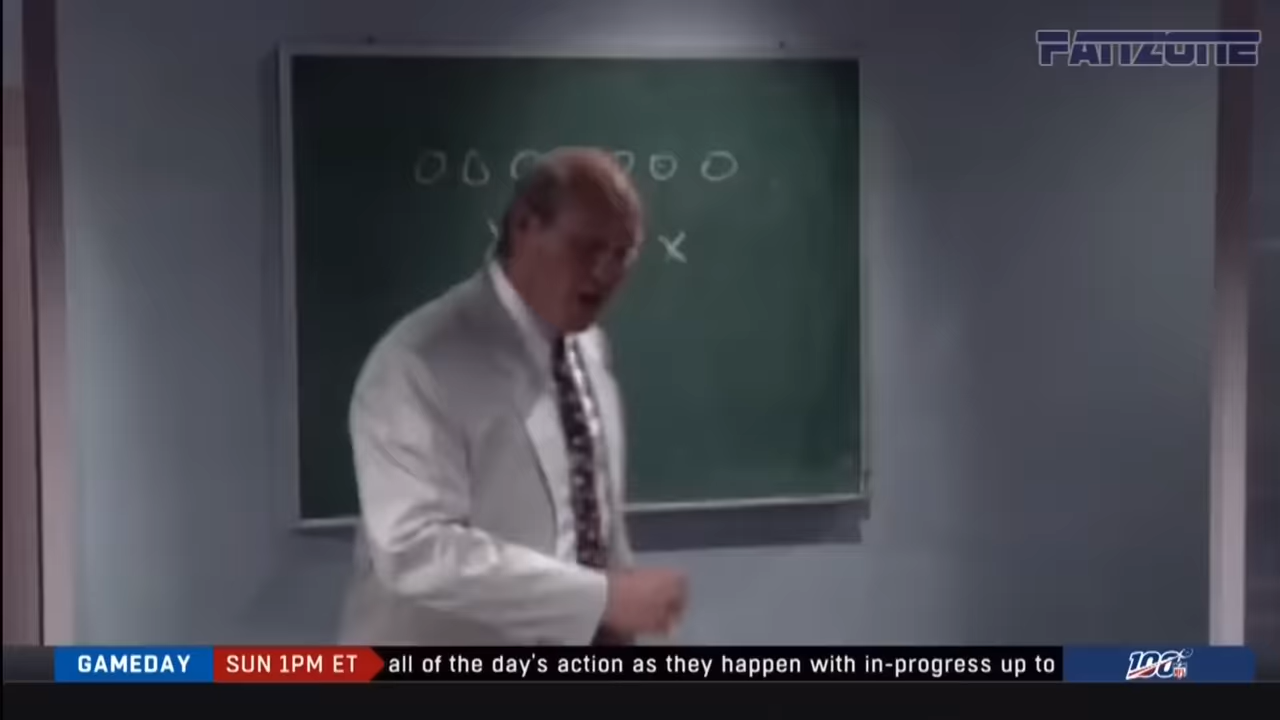 FANZONE
GAMEDAY SUN 1PM ET all of the day's action as they happen with in-progress up to 100 NFL